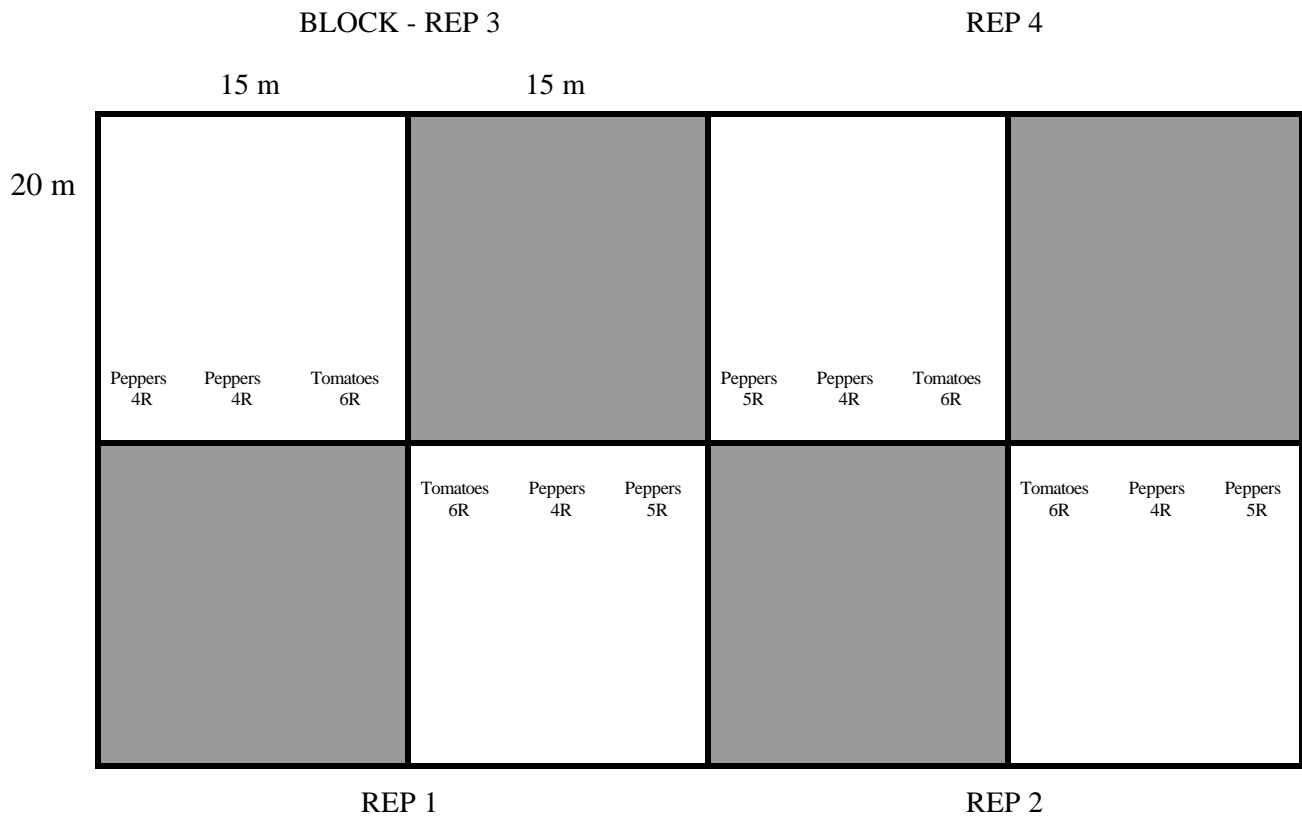 BLOCK - REP 3
REP 4
15 m
15 m
20 m
Peppers
4R
Peppers
4R
Tomatoes
6R
Peppers
5R
Peppers
4R
Tomatoes
6R
Tomatoes
6R
Peppers
4R
Peppers
5R
Tomatoes
6R
Peppers
4R
Peppers
5R
REP 1
REP 2